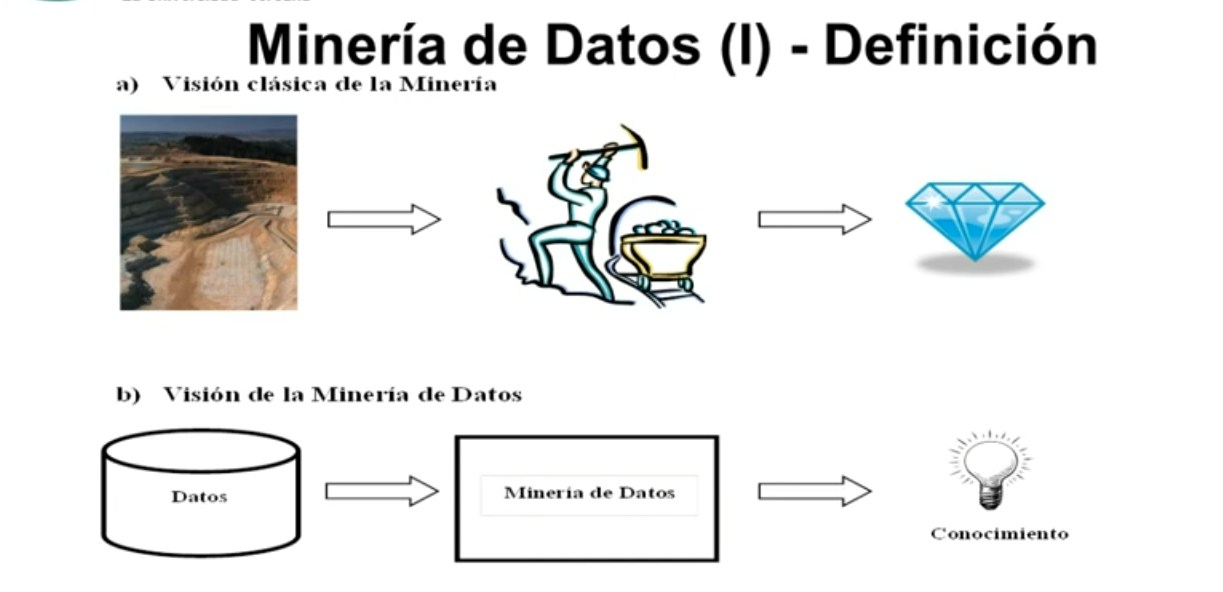 Minería de Datos (I) - Definición
a) Visión clásica de la Minería
b) Visión de la Minería de Datos
Datos
Minería de Datos
Conocimiento